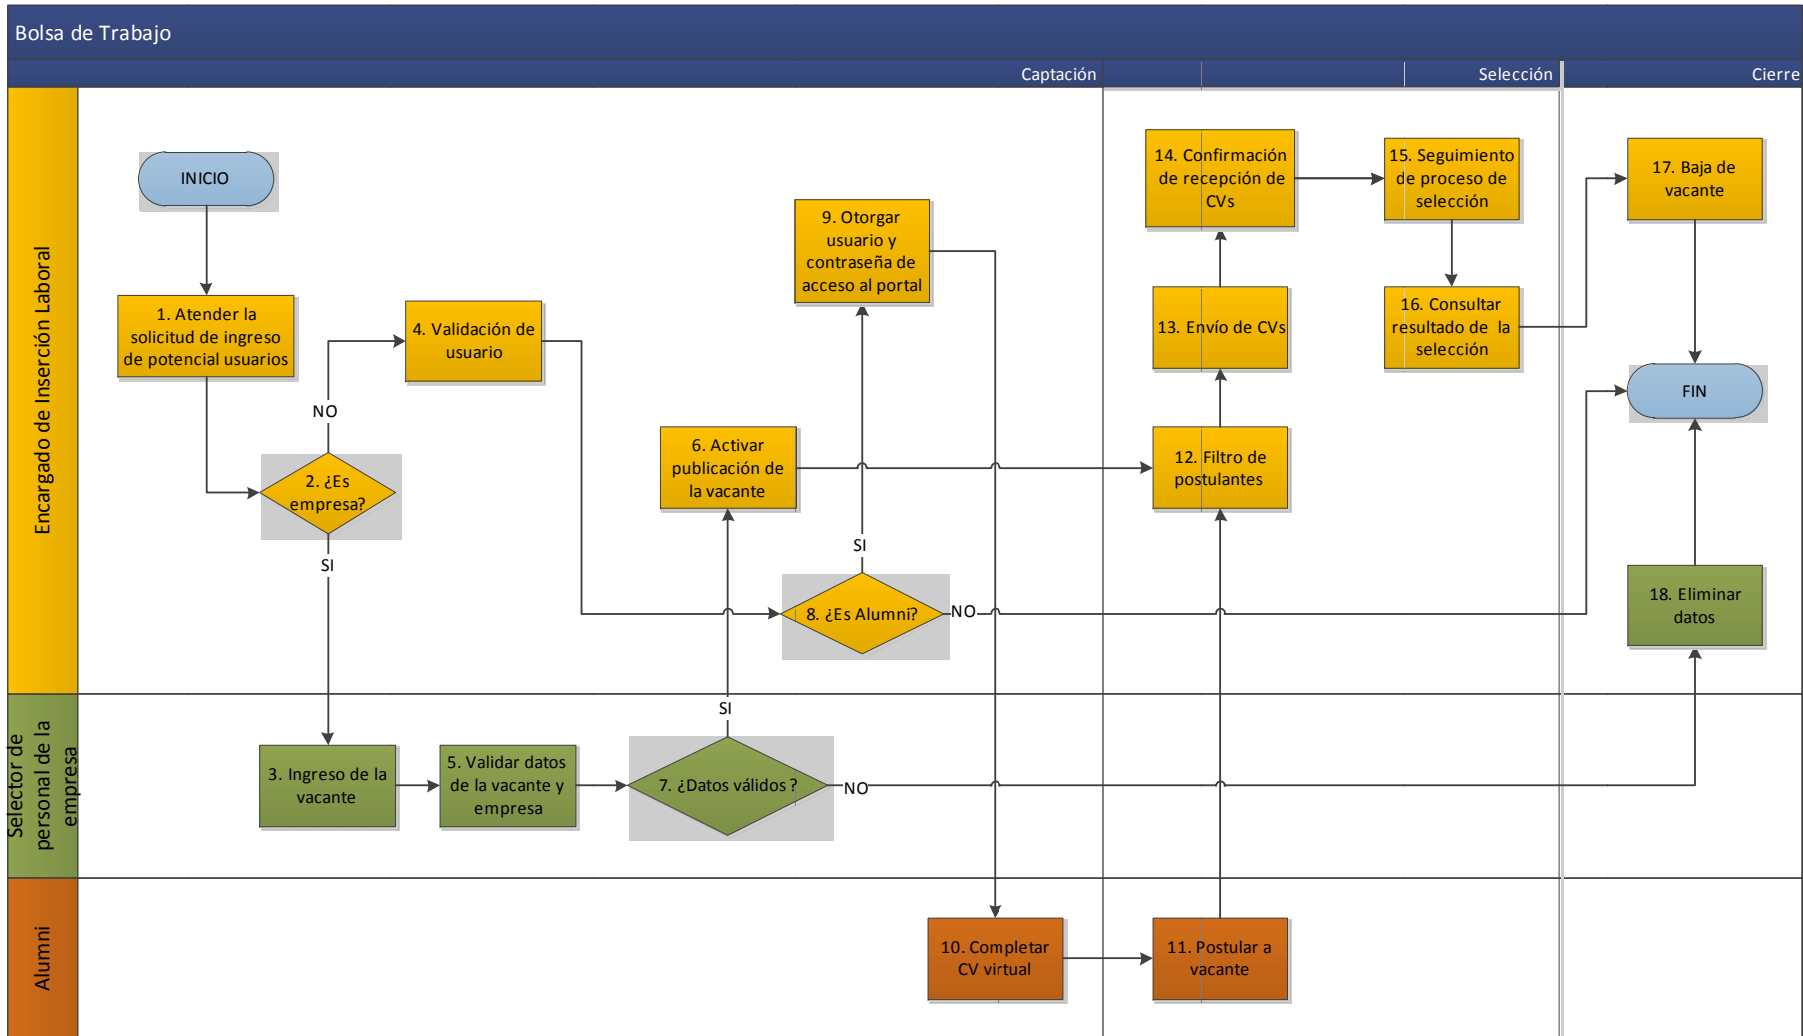 Bolsa de Trabajo
Captación
Selección
Cierre
Encargado de Inserción Laboral
INICIO
1. Atender la
solicitud de ingreso
de potencial usuarios
2. ¿Es
empresa?
NO
SI
4. Validación de
usuario
6. Activar
publicación de
la vacante
9. Otorgar
usuario y
contraseña de
acceso al portal
SI
8. ¿Es Alumni?
NO
14. Confirmación
de recepción de
CVs
13. Envío de CVs
12. Filtro de
postulantes
15. Seguimiento
de proceso de
selección
16. Consultar
resultado de la
selección
17. Baja de
vacante
FIN
18. Eliminar
datos
Selector de
personal de la
empresa
3. Ingreso de la
vacante
5. Validar datos
de la vacante y
empresa
SI
7. ¿Datos válidos ?
NO
Alumni
10. Completar
CV virtual
11. Postular a
vacante